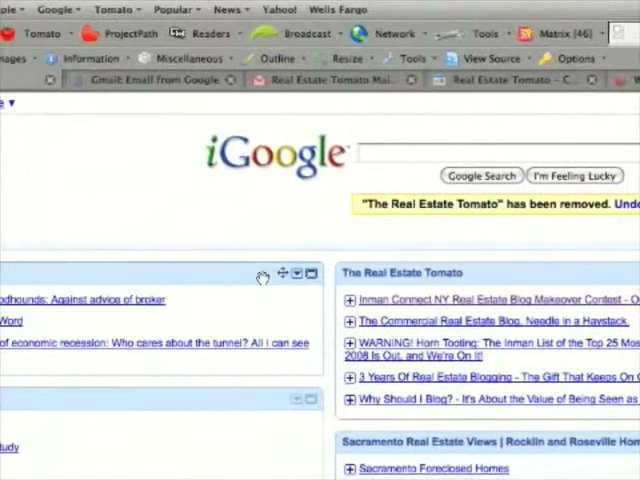 ple Google Tomato Popular News Yahoo! Wells Fargo
Tomato ProjectPath Readers Broadcast Network Tools Matrix [46]
mages Information Miscellaneous Outline Resize Tools View Source Options
Gmail: Email from Google Real Estate Tomato Mai... Real Estate Tomato - C...
e
iGoogle
Google Search I'm Feeling Lucky
"The Real Estate Tomato" has been removed. Undo
The Real Estate Tomato
odhounds: Against advice of broker
Word
of economic recession: Who cares about the tunnel? All I can see
Inman Connect NY Real Estate Blog Makeover Contest - O
The Commercial Real Estate Blog, Needle in a Haystack.
WARNING! Horn Tooting: The Inman List of the Top 25 Mos
2008 Is Out, and We're On It!
3 Years Of Real Estate Blogging - The Gift That Keeps On
Why Should I Blog? - It's About the Value of Being Seen as
tudy
Sacramento Real Estate Views | Rocklin and Roseville Hom
Sacramento Foreclosed Homes